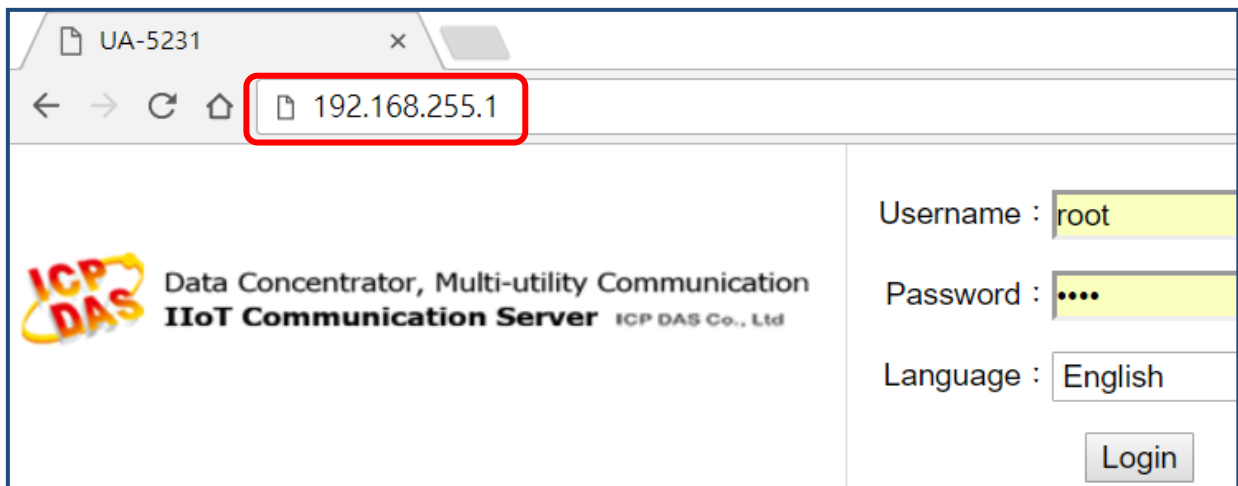 UA-5231
192.168.255.1
ICP
DAS
Data Concentrator, Multi-utility Communication
IIoT Communication Server ICP DAS Co., Ltd
Username：root
Password：••••
Language：English
Login